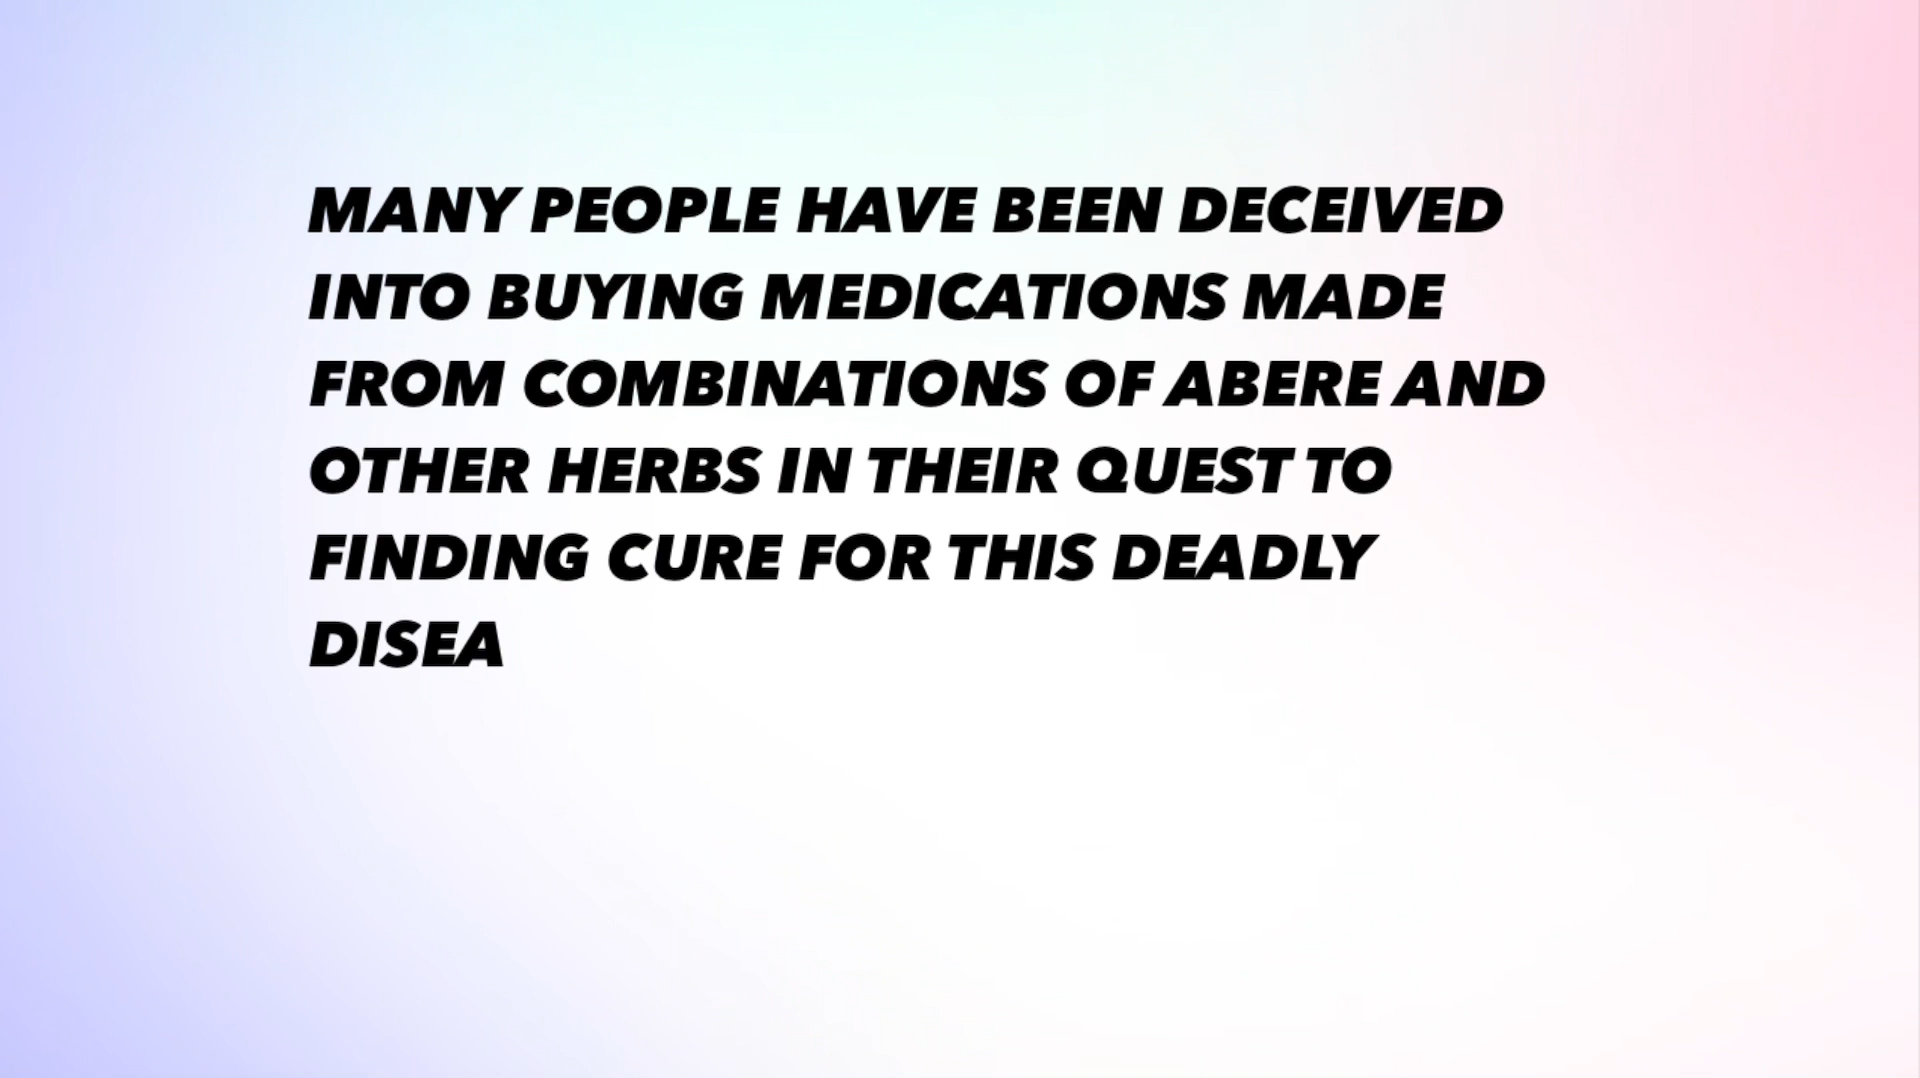 MANY PEOPLE HAVE BEEN DECEIVED
INTO BUYING MEDICATIONS MADE
FROM COMBINATIONS OF ABERE AND
OTHER HERBS IN THEIR QUEST TO
FINDING CURE FOR THIS DEADLY
DISEA